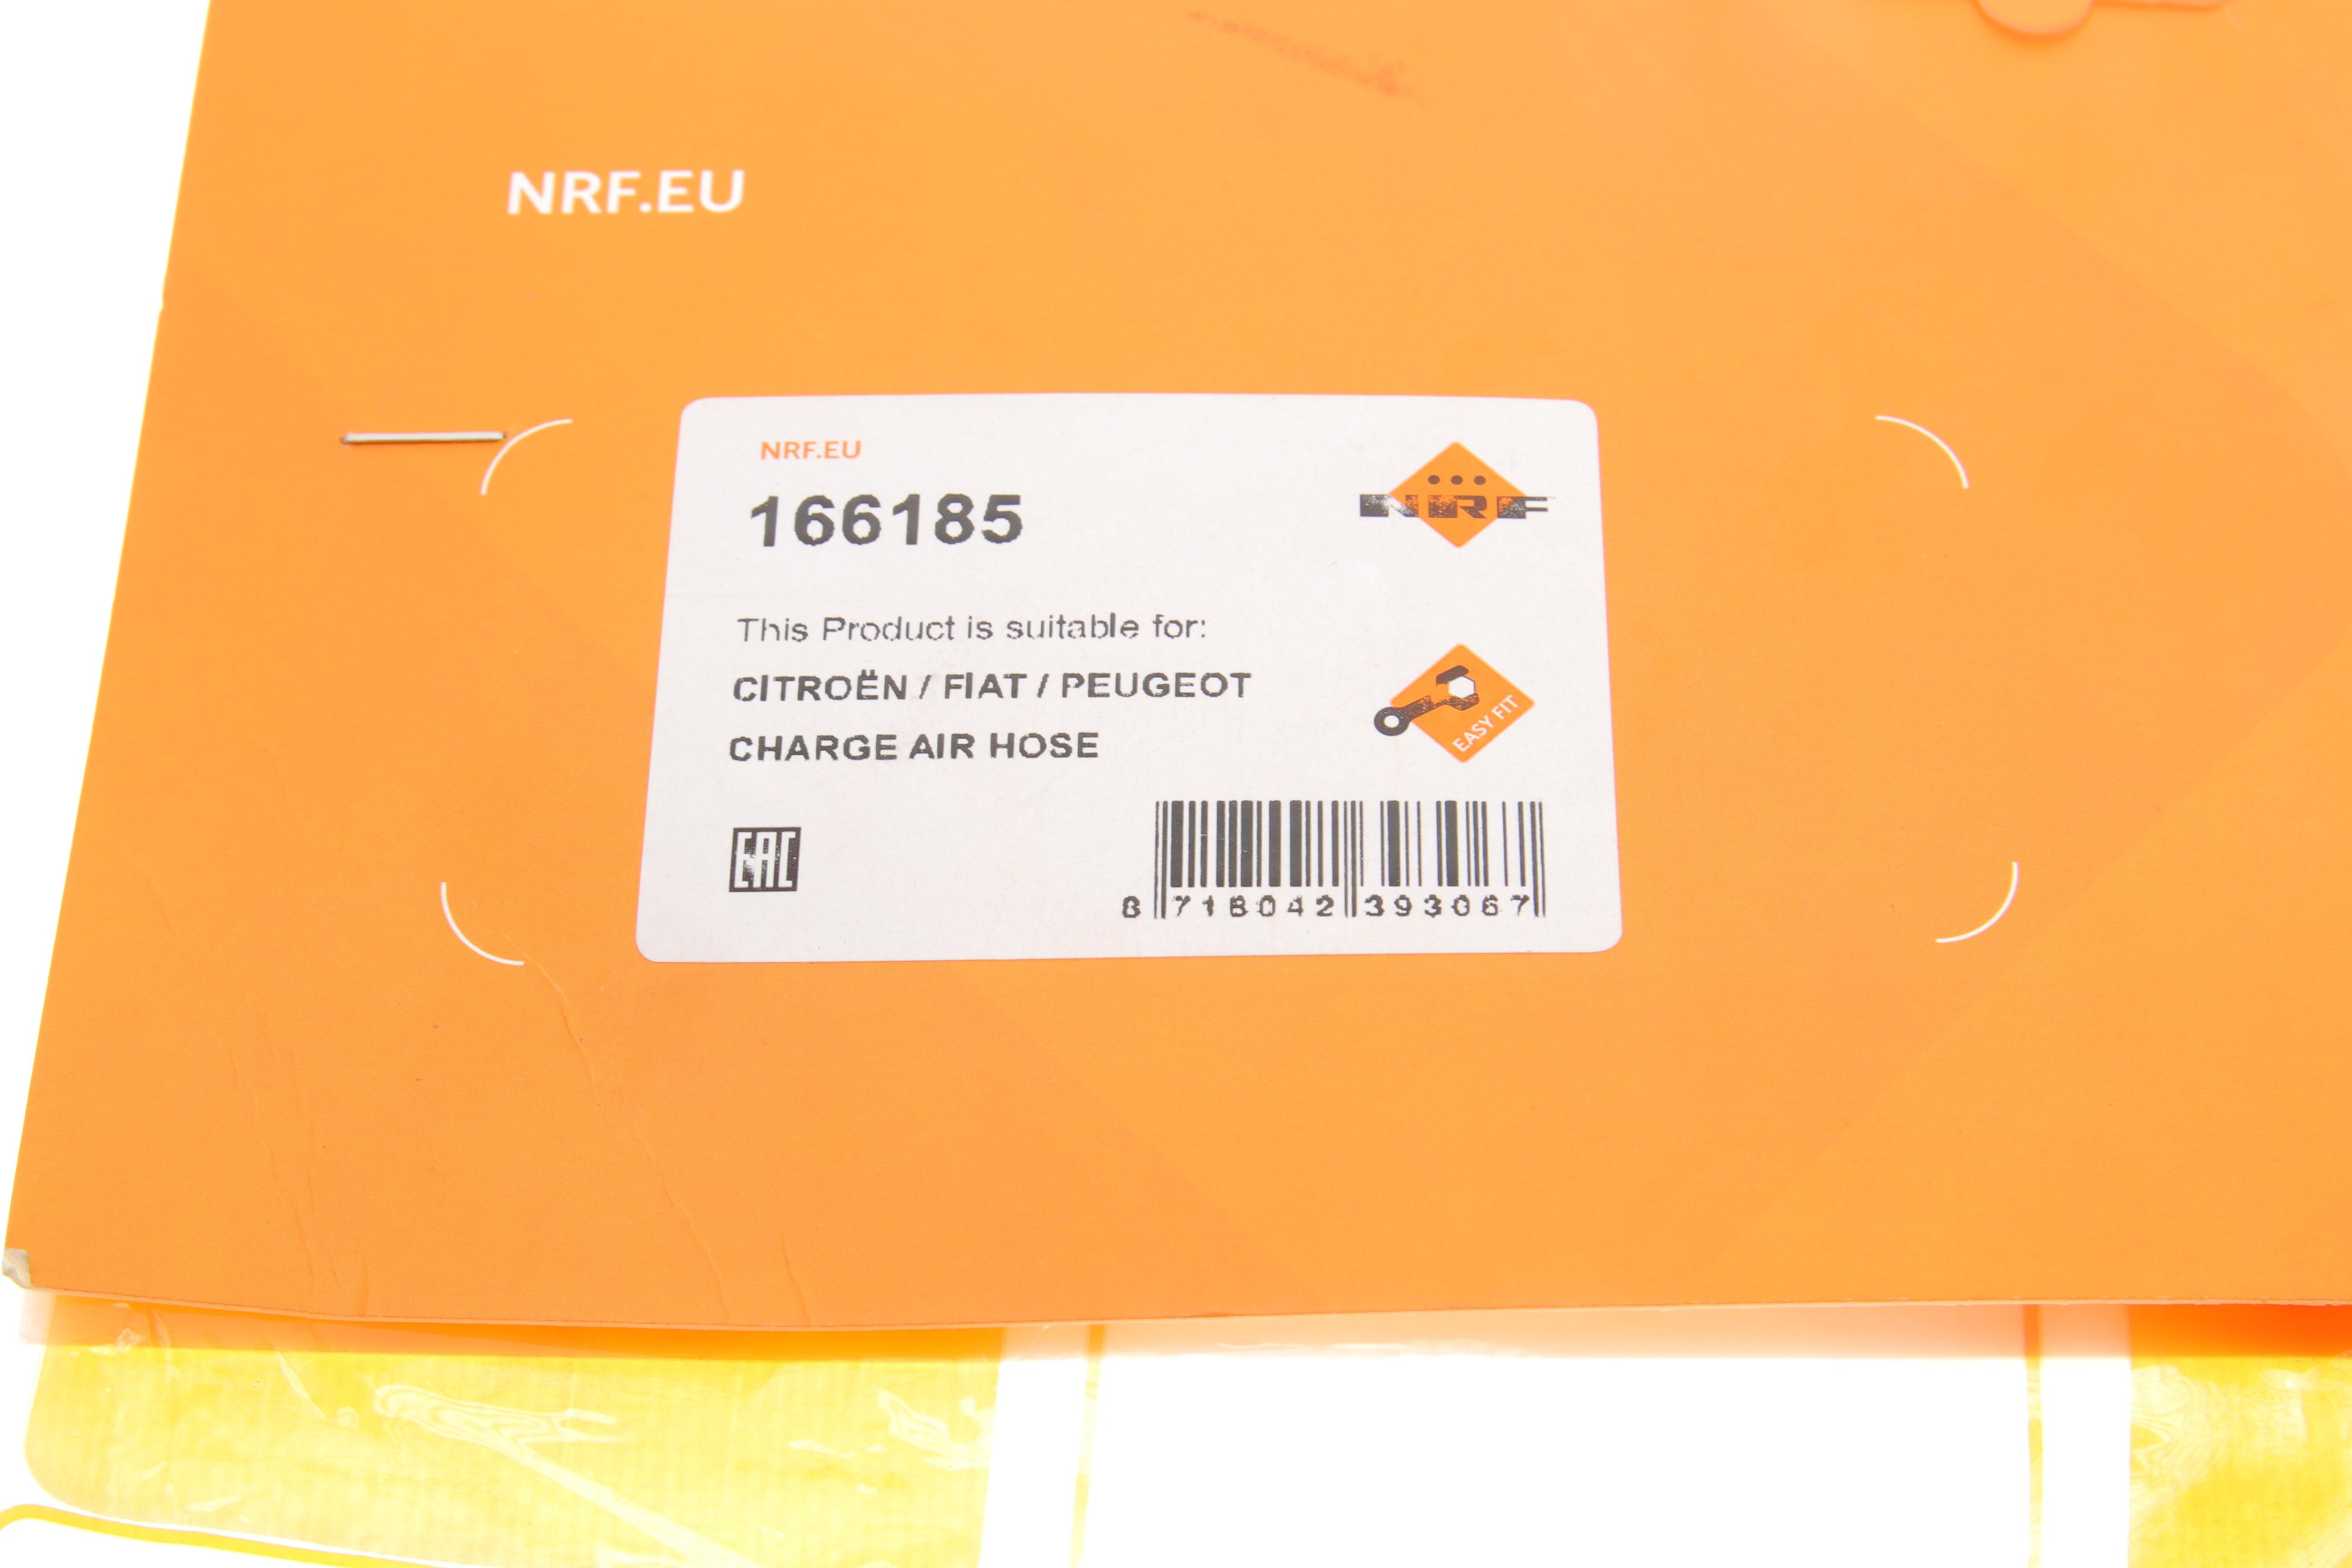 NRF.EU
NRF.EU
166185
NRF
This Product is suitable for:
CITROËN / FIAT / PEUGEOT
CHARGE AIR HOSE
EASY FIT
EAC
8 718042 393067